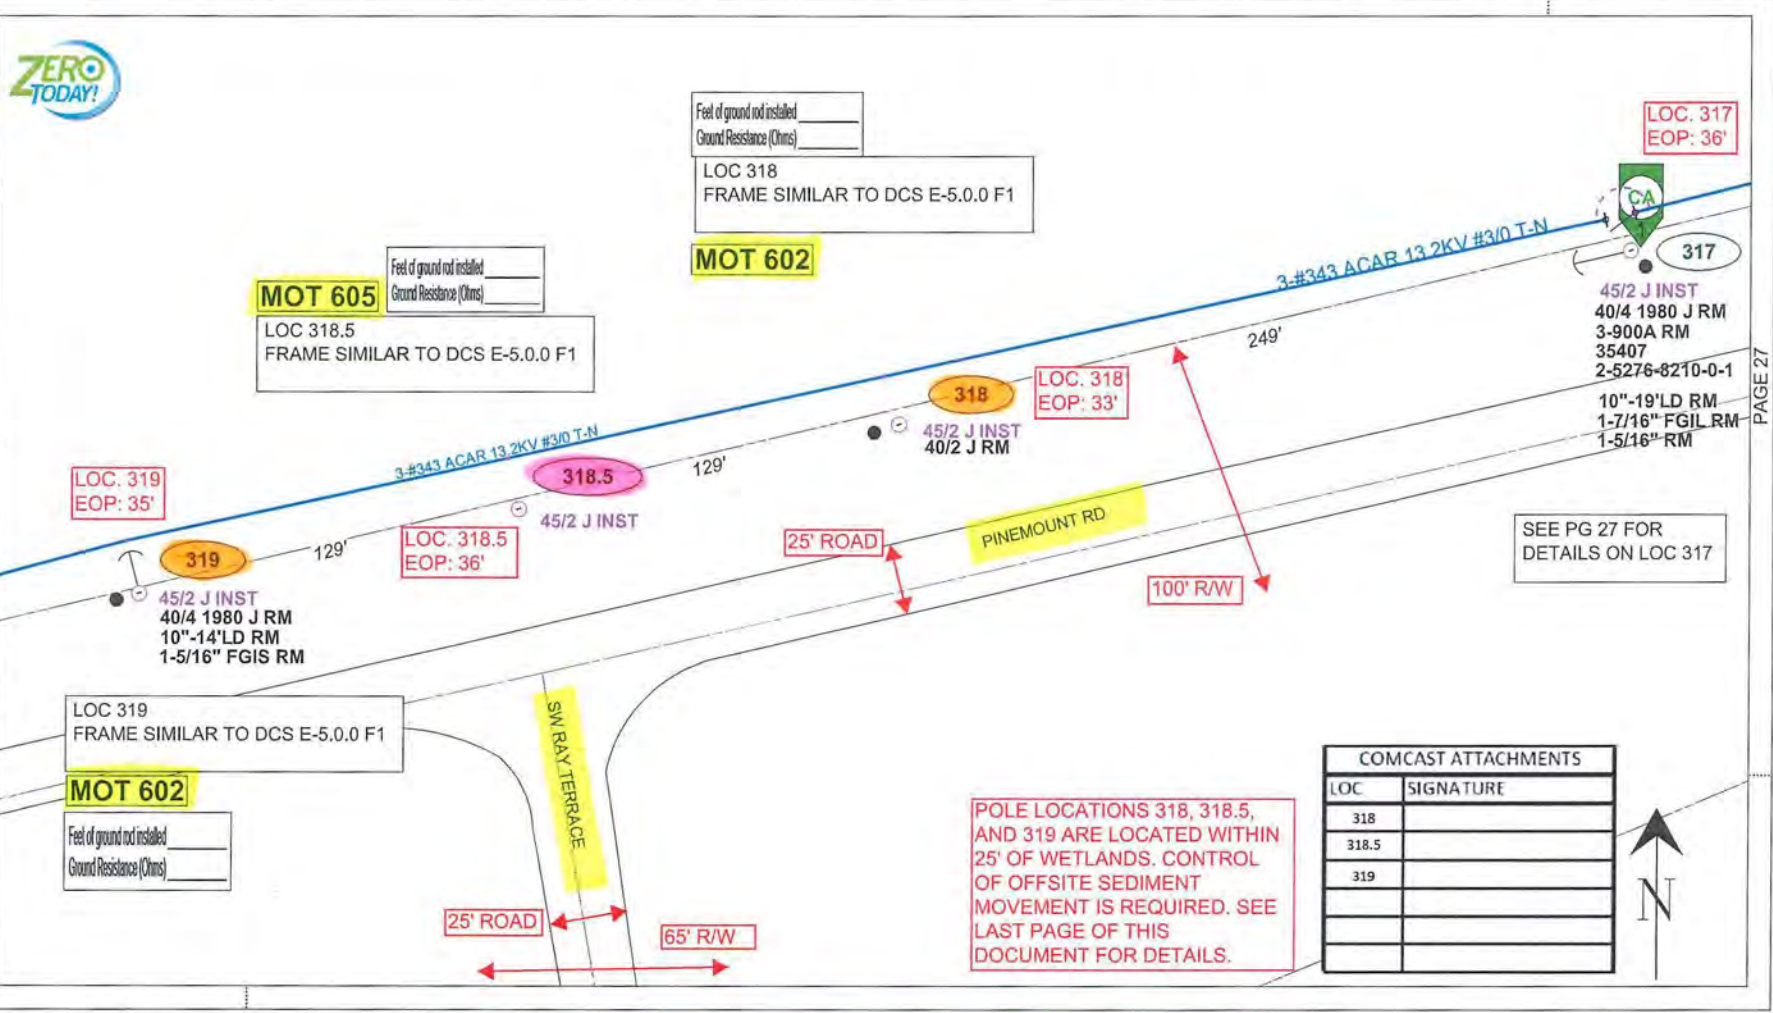 ZERO
TODAY!
Feet of ground rod installed
Ground Resistance (Ohms)
LOC 318
FRAME SIMILAR TO DCS E-5.0.0 F1
MOT 602
LOC. 317
EOP: 36'
CA
317
45/2 J INST
40/4 1980 J RM
3-900A RM
35407
2-5276-8210-0-1
10"-19'LD RM
1-7/16" FGIL RM
1-5/16" RM
PAGE 27
3-#343 ACAR 13.2KV #3/0 T-N
249'
MOT 605
Feet of ground rod installed
Ground Resistance (Ohms)
LOC 318.5
FRAME SIMILAR TO DCS E-5.0.0 F1
318
LOC. 318
EOP: 33'
45/2 J INST
40/2 J RM
3-#343 ACAR 13.2KV #3/0 T-N
318.5
129'
45/2 J INST
LOC. 318.5
EOP: 36'
LOC. 319
EOP: 35'
319
129'
45/2 J INST
40/4 1980 J RM
10"-14'LD RM
1-5/16" FGIS RM
25' ROAD
PINEMOUNT RD
100' R/W
SEE PG 27 FOR
DETAILS ON LOC 317
LOC 319
FRAME SIMILAR TO DCS E-5.0.0 F1
MOT 602
Feet of ground rod installed
Ground Resistance (Ohms)
SW RAY TERRACE
25' ROAD
65' R/W
POLE LOCATIONS 318, 318.5,
AND 319 ARE LOCATED WITHIN
25' OF WETLANDS. CONTROL
OF OFFSITE SEDIMENT
MOVEMENT IS REQUIRED. SEE
LAST PAGE OF THIS
DOCUMENT FOR DETAILS.
COMCAST ATTACHMENTS
LOC SIGNATURE
318
318.5
319
N